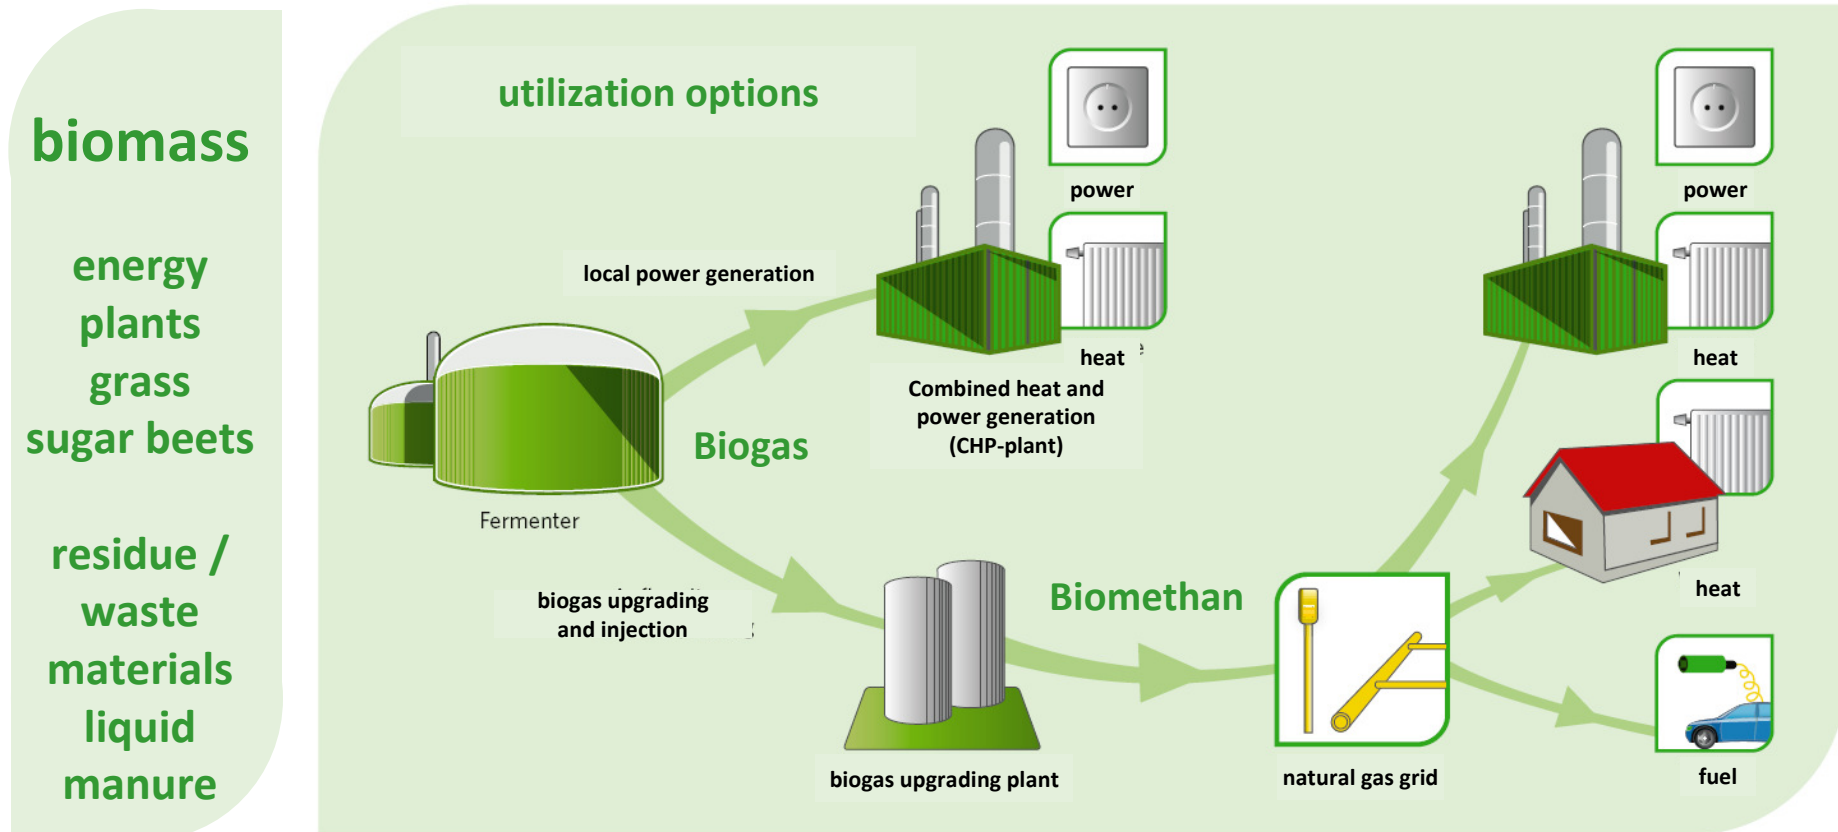 biomass
energy
plants
grass
sugar beets
residue /
waste
materials
liquid
manure
utilization options
power
local power generation
heat
Combined heat and
power generation
(CHP-plant)
Biogas
Fermenter
biogas upgrading
and injection
biogas upgrading plant
Biomethan
natural gas grid
power
heat
heat
fuel